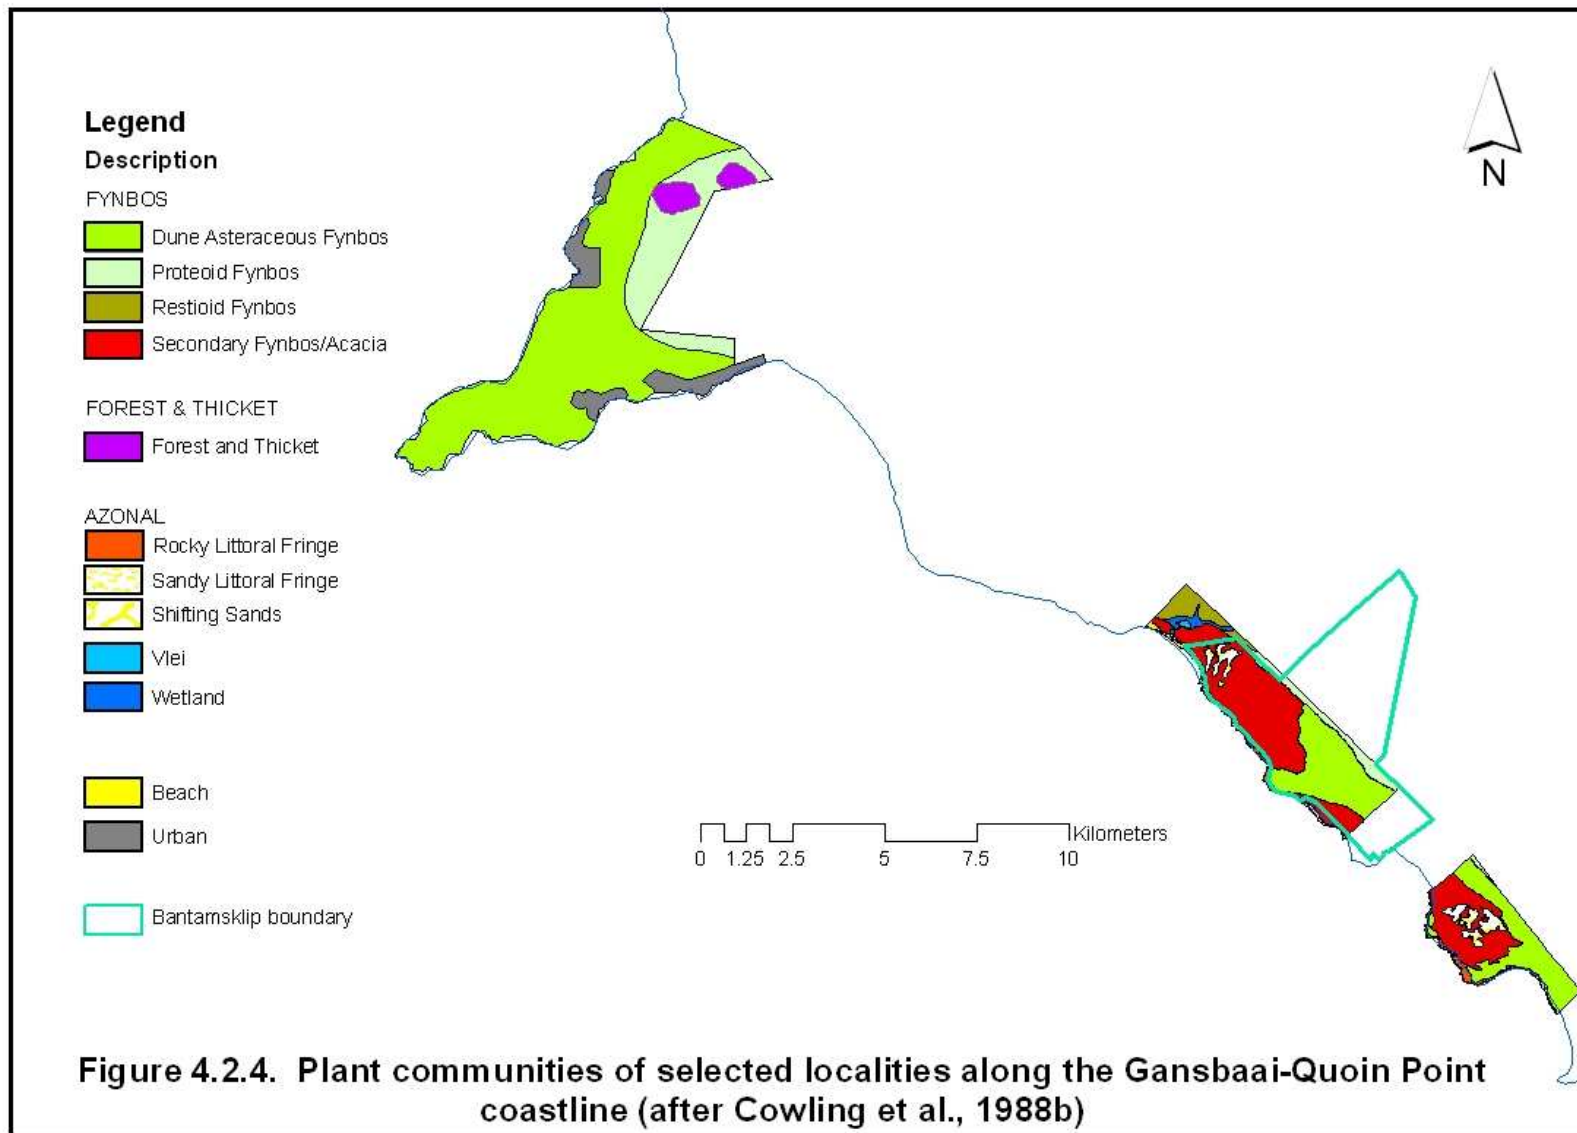 Legend
Description
FYNBOS
Dune Asteraceous Fynbos
Proteoid Fynbos
Restioid Fynbos
Secondary Fynbos/Acacia
FOREST & THICKET
Forest and Thicket
AZONAL
Rocky Littoral Fringe
Sandy Littoral Fringe
Shifting Sands
Vlei
Wetland
Beach
Urban
Bantamsklip boundary
N
Kilometers
0 1.25 2.5 5 7.5 10
Figure 4.2.4. Plant communities of selected localities along the Gansbaai-Quoin Point
coastline (after Cowling et al., 1988b)